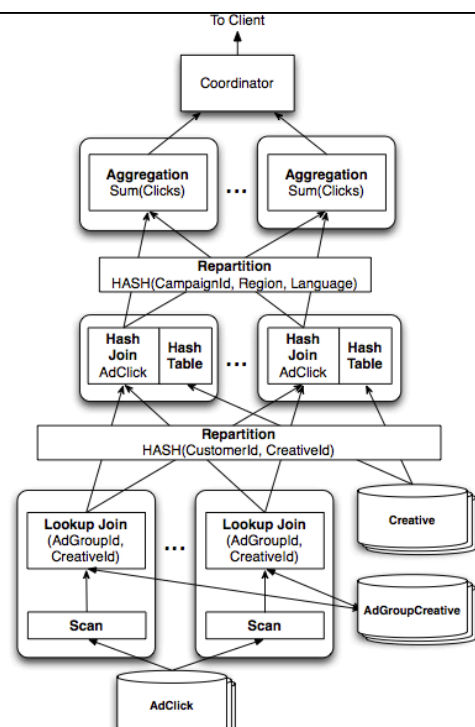 To Client
Coordinator
Aggregation
Sum(Clicks)
...
Aggregation
Sum(Clicks)
Repartition
HASH(CampaignId, Region, Language)
Hash
Join
AdClick
Hash
Table
...
Hash
Join
AdClick
Hash
Table
Repartition
HASH(CustomerId, CreativeId)
Lookup Join
(AdGroupId,
CreativeId)
...
Lookup Join
(AdGroupId,
CreativeId)
Creative
AdGroupCreative
Scan
Scan
AdClick